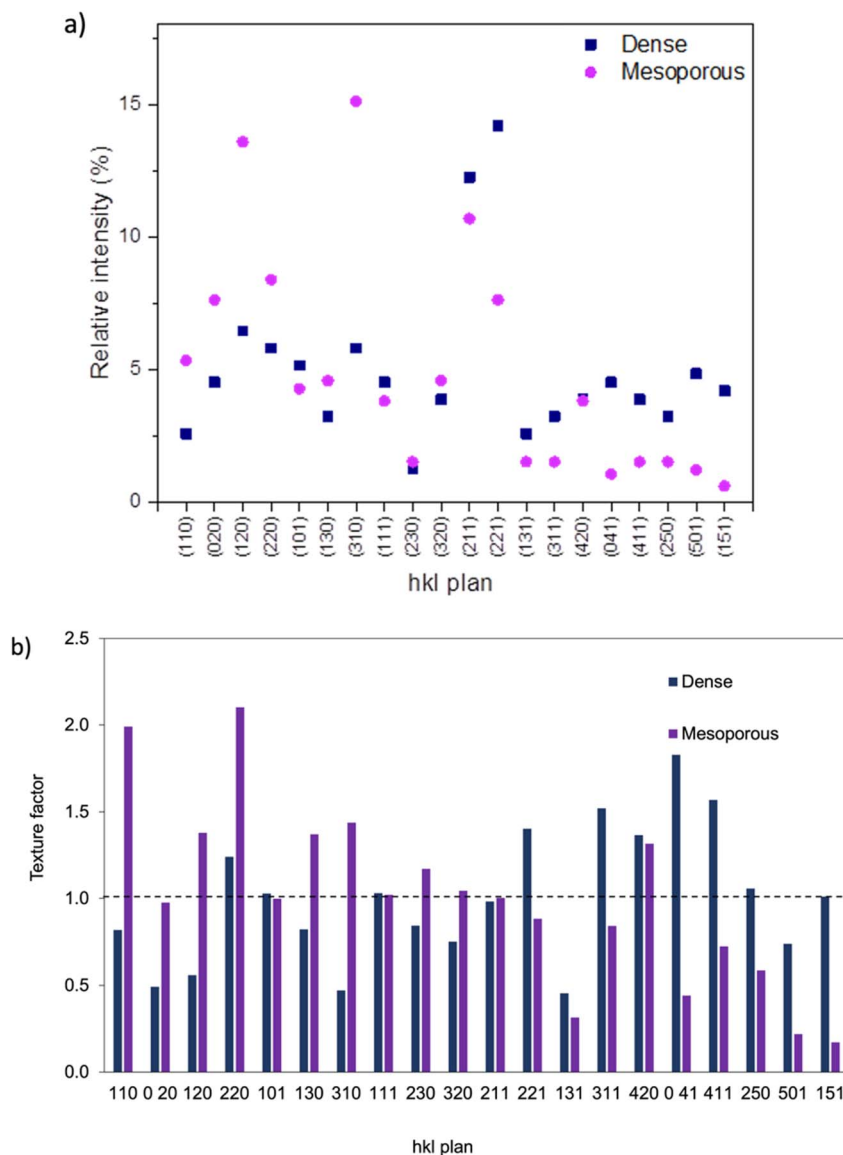 a)
Dense
Mesoporous
Relative intensity (%)
15
10
5
0
(110) (020) (120) (220) (101) (130) (310) (111) (230) (320) (211) (221) (131) (311) (420) (041) (411) (250) (501) (151)
hkl plan
b)
Dense
Mesoporous
Texture factor
2.5
2.0
1.5
1.0
0.5
0.0
110 0 20 120 220 101 130 310 111 230 320 211 221 131 311 420 0 41 411 250 501 151
hkl plan